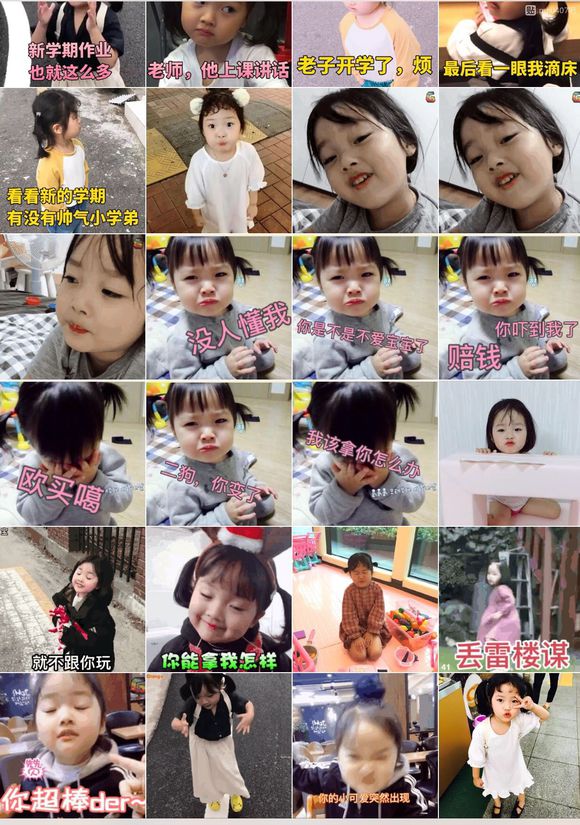 新学期作业
也就这么多
老师，他上课讲话
老子开学了，烦
最后看一眼我滴床
看看新的学期
有没有帅气小学弟
没人懂我
你是不是不爱宝宝了
你吓到我了
赔钱
欧买噶
二狗，你变了
我该拿你怎么办
就不跟你玩
你能拿我怎样
丢雷楼谋
你超棒der~
你的小可爱突然出现